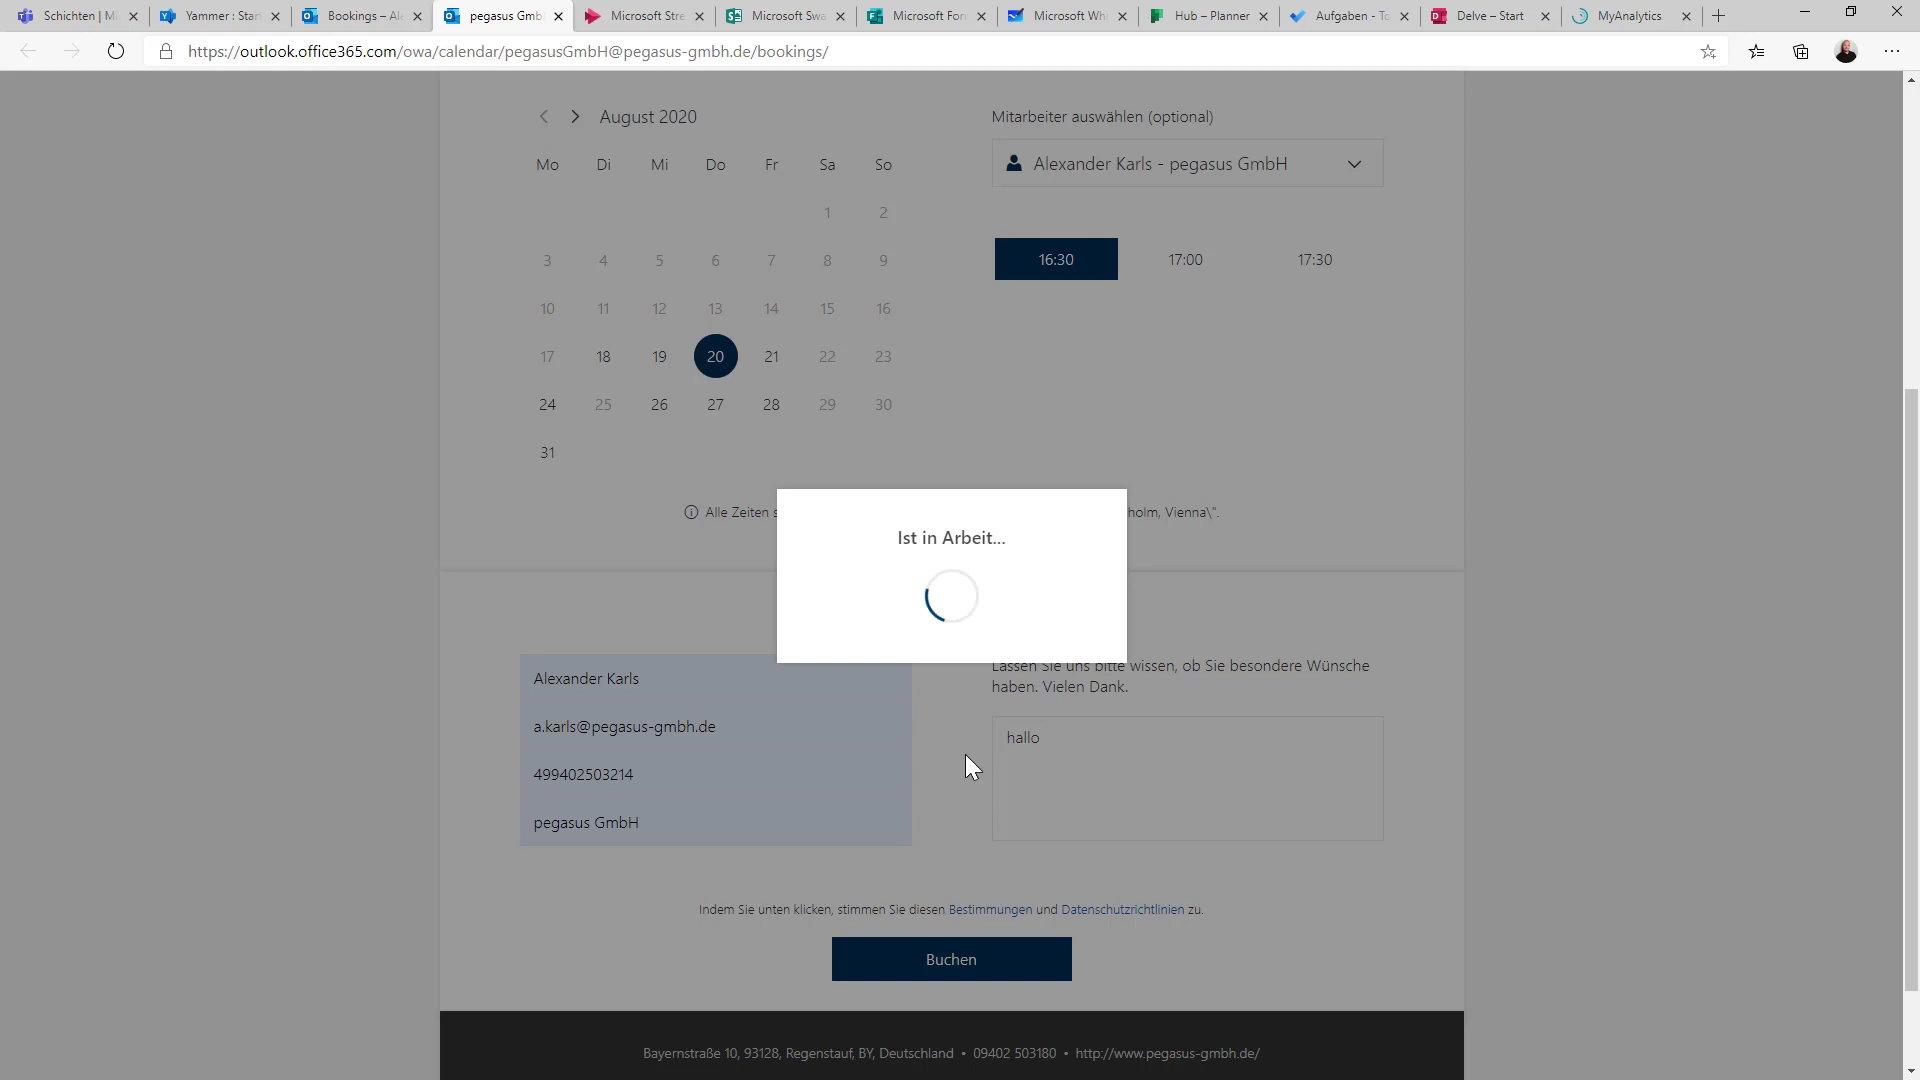 Schichten | Mi
Yammer : Star
Bookings – Al
pegasus Gmb
Microsoft Stre
Microsoft Swa
Microsoft For
Microsoft Wh
Hub – Planner
Aufgaben - To
Delve – Start
MyAnalytics
https://outlook.office365.com/owa/calendar/pegasusGmbH@pegasus-gmbh.de/bookings/
August 2020
Mo Di Mi Do Fr Sa So
1 2
3 4 5 6 7 8 9
10 11 12 13 14 15 16
17 18 19 20 21 22 23
24 25 26 27 28 29 30
31
Mitarbeiter auswählen (optional)
Alexander Karls - pegasus GmbH
16:30 17:00 17:30
Alle Zeiten s
holm, Vienna\".
Ist in Arbeit...
Alexander Karls
a.karls@pegasus-gmbh.de
499402503214
pegasus GmbH
Lassen Sie uns bitte wissen, ob Sie besondere Wünsche
haben. Vielen Dank.
hallo
Indem Sie unten klicken, stimmen Sie diesen Bestimmungen und Datenschutzrichtlinien zu.
Buchen
Bayernstraße 10, 93128, Regenstauf, BY, Deutschland • 09402 503180 • http://www.pegasus-gmbh.de/